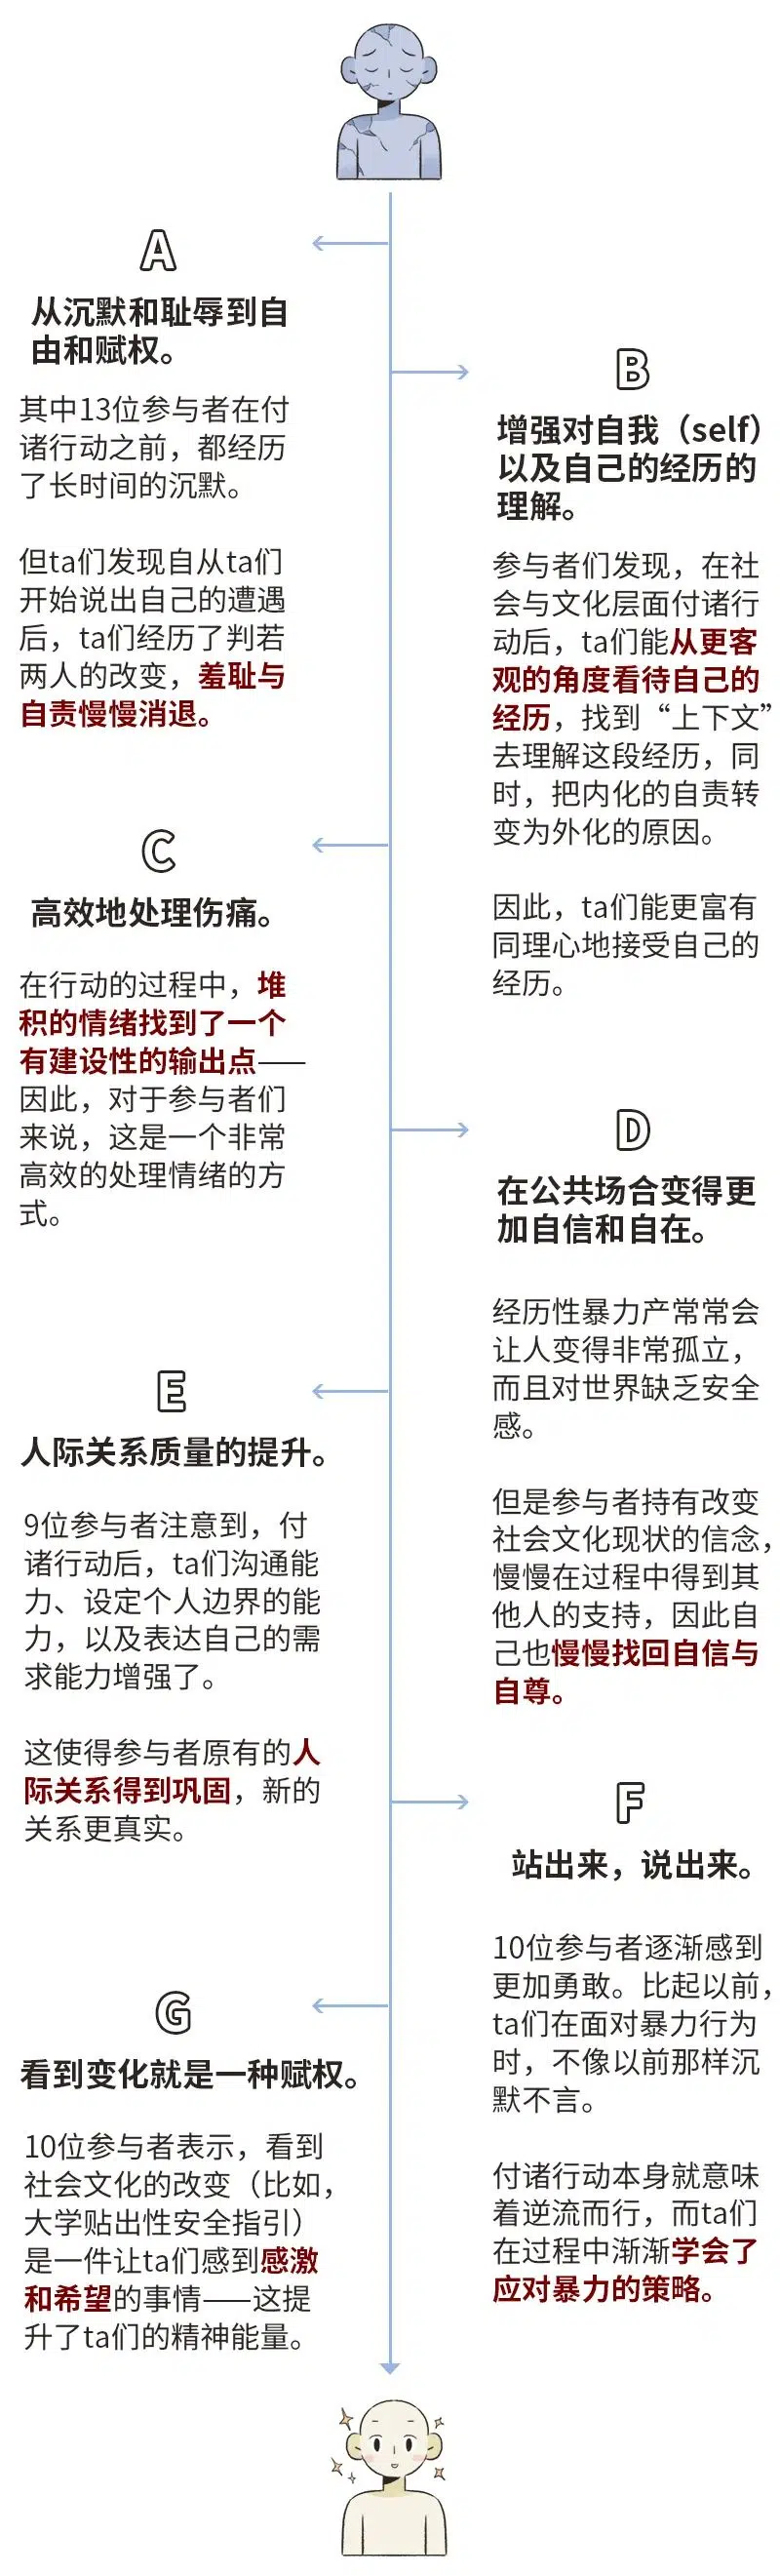 A
从沉默和耻辱到自
由和赋权。
其中13位参与者在付
诸行动之前，都经历
了长时间的沉默。
但ta们发现自从ta们
开始说出自己的遭遇
后，ta们经历了判若
两人的改变，羞耻与
自责慢慢消退。
B
增强对自我（self）
以及自己的经历的
理解。
参与者们发现，在社
会与文化层面付诸行
动后，ta们能从更客
观的角度看待自己的
经历，找到“上下文”
去理解这段经历，同
时，把内化的自责转
变为外化的原因。
因此，ta们能更富有
同理心地接受自己的
经历。
C
高效地处理伤痛。
在行动的过程中，堆
积的情绪找到了一个
有建设性的输出点——
因此，对于参与者们
来说，这是一个非常
高效的处理情绪的方
式。
D
在公共场合变得更
加自信和自在。
经历性暴力产常常会
让人变得非常孤立，
而且对世界缺乏安全
感。
但是参与者持有改变
社会文化现状的信念，
慢慢在过程中得到其
他人的支持，因此自
己也慢慢找回自信与
自尊。
E
人际关系质量的提升。
9位参与者注意到，付
诸行动后，ta们沟通能
力、设定个人边界的能
力，以及表达自己的需
求能力增强了。
这使得参与者原有的人
际关系得到巩固，新的
关系更真实。
F
站出来，说出来。
10位参与者逐渐感到
更加勇敢。比起以前，
ta们在面对暴力行为
时，不像以前那样沉
默不言。
付诸行动本身就意味
着逆流而行，而ta们
在过程中渐渐学会了
应对暴力的策略。
G
看到变化就是一种赋权。
10位参与者表示，看到
社会文化的改变（比如，
大学贴出性安全指引）
是一件让ta们感到感激
和希望的事情——这提
升了ta们的精神能量。